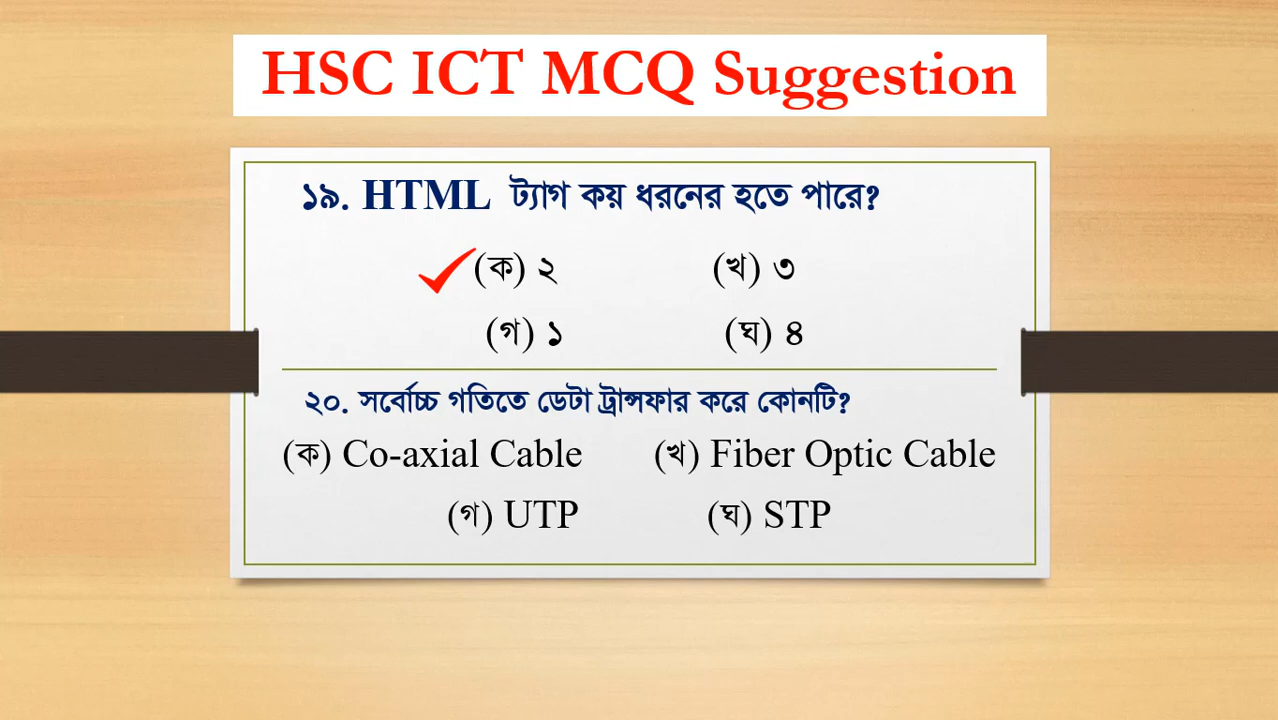 HSC ICT MCQ Suggestion
১৯. HTML ট্যাগ কয় ধরনের হতে পারে?
(ক) ২ (খ) ৩
(গ) ১ (ঘ) ৪
২০. সর্বোচ্চ গতিতে ডেটা ট্রান্সফার করে কোনটি?
(ক) Co-axial Cable (খ) Fiber Optic Cable
(গ) UTP (ঘ) STP